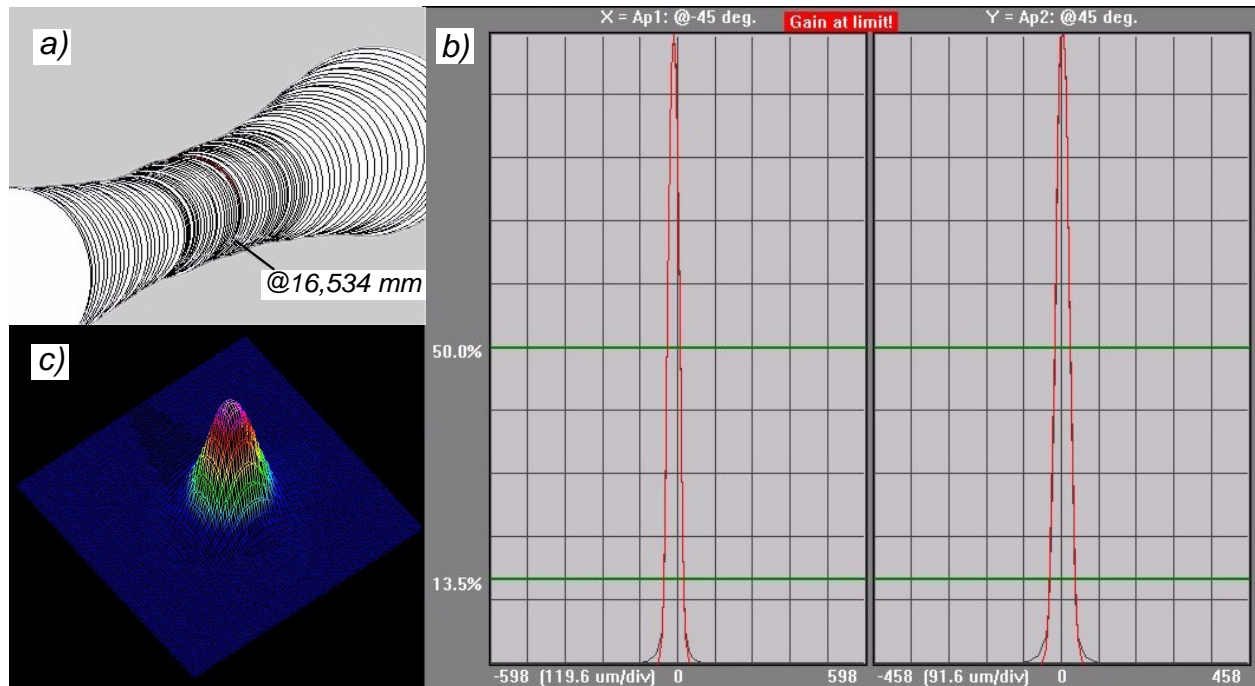 a)
@16,534 mm
c)
b)
X = Ap1: @-45 deg.
Gain at limit!
Y = Ap2: @45 deg.
50.0%
13.5%
-598 (119.6 um/div) 0 598
-458 (91.6 um/div) 0 458